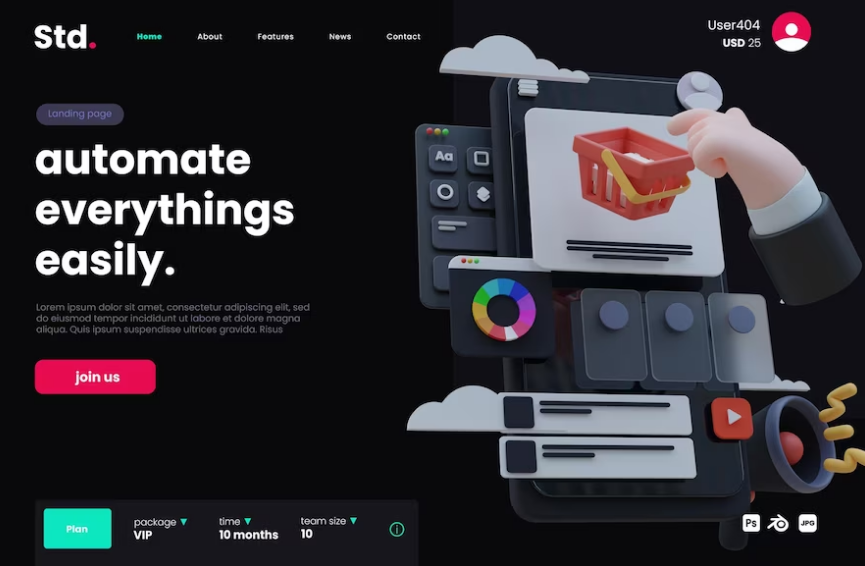 Std.
Home About Features News Contact
User404
USD 25
Landing page
automate
everythings
easily.
Lorem ipsum dolor sit amet, consectetur adipiscing elit, sed
do eiusmod tempor incididunt ut labore et dolore magna
aliqua. Quis ipsum suspendisse ultrices gravida. Risus
join us
Aa
Plan
package ▼ time ▼ team size ▼
VIP 10 months 10
Ps JPG